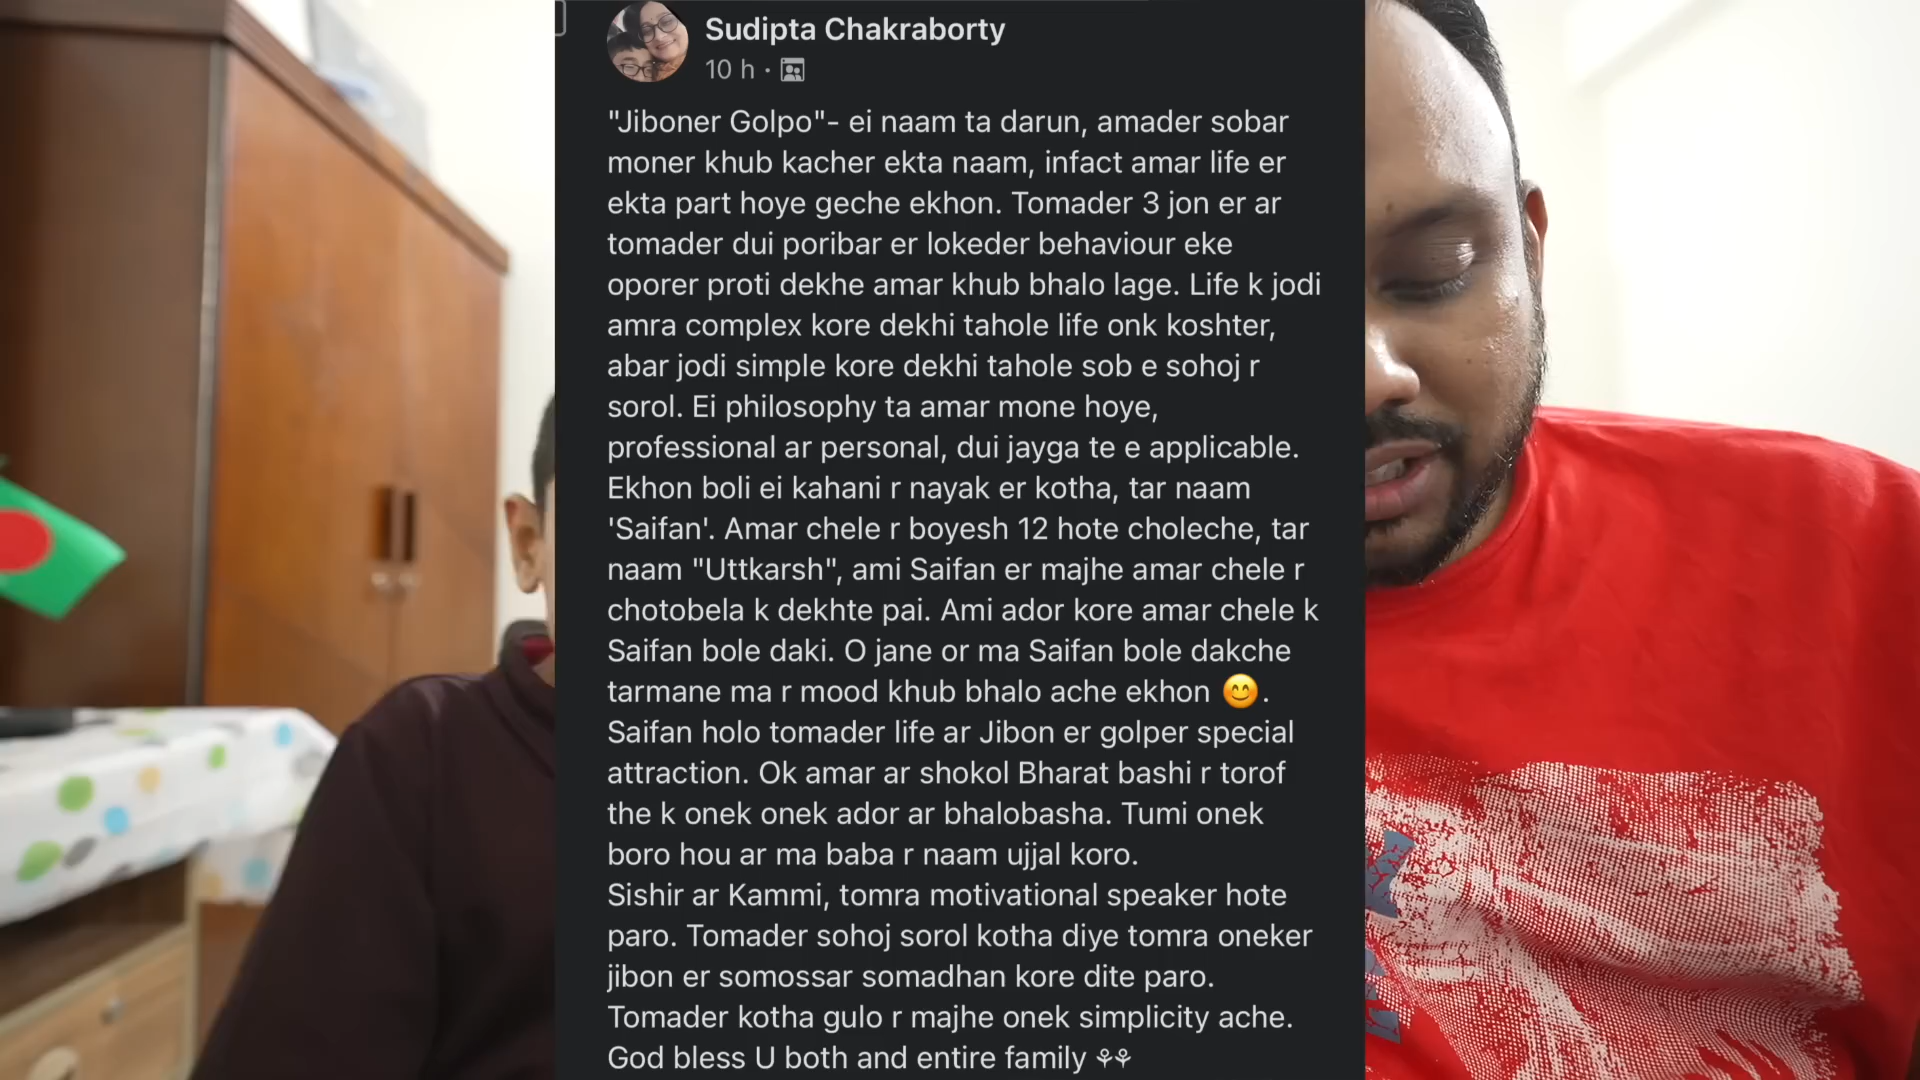 Sudipta Chakraborty
10 h ·
"Jiboner Golpo"- ei naam ta darun, amader sobar
moner khub kacher ekta naam, infact amar life er
ekta part hoye geche ekhon. Tomader 3 jon er ar
tomader dui poribar er lokeder behaviour eke
oporer proti dekhe amar khub bhalo lage. Life k jodi
amra complex kore dekhi tahole life onk koshter,
abar jodi simple kore dekhi tahole sob e sohoj r
sorol. Ei philosophy ta amar mone hoye,
professional ar personal, dui jayga te e applicable.
Ekhon boli ei kahani r nayak er kotha, tar naam
'Saifan'. Amar chele r boyesh 12 hote choleche, tar
naam "Uttkarsh", ami Saifan er majhe amar chele r
chotobela k dekhte pai. Ami ador kore amar chele k
Saifan bole daki. O jane or ma Saifan bole dakche
tarmane ma r mood khub bhalo ache ekhon 😊.
Saifan holo tomader life ar Jibon er golper special
attraction. Ok amar ar shokol Bharat bashi r torof
the k onek onek ador ar bhalobasha. Tumi onek
boro hou ar ma baba r naam ujjal koro.
Sishir ar Kammi, tomra motivational speaker hote
paro. Tomader sohoj sorol kotha diye tomra oneker
jibon er somossar somadhan kore dite paro.
Tomader kotha gulo r majhe onek simplicity ache.
God bless U both and entire family ⚘⚘